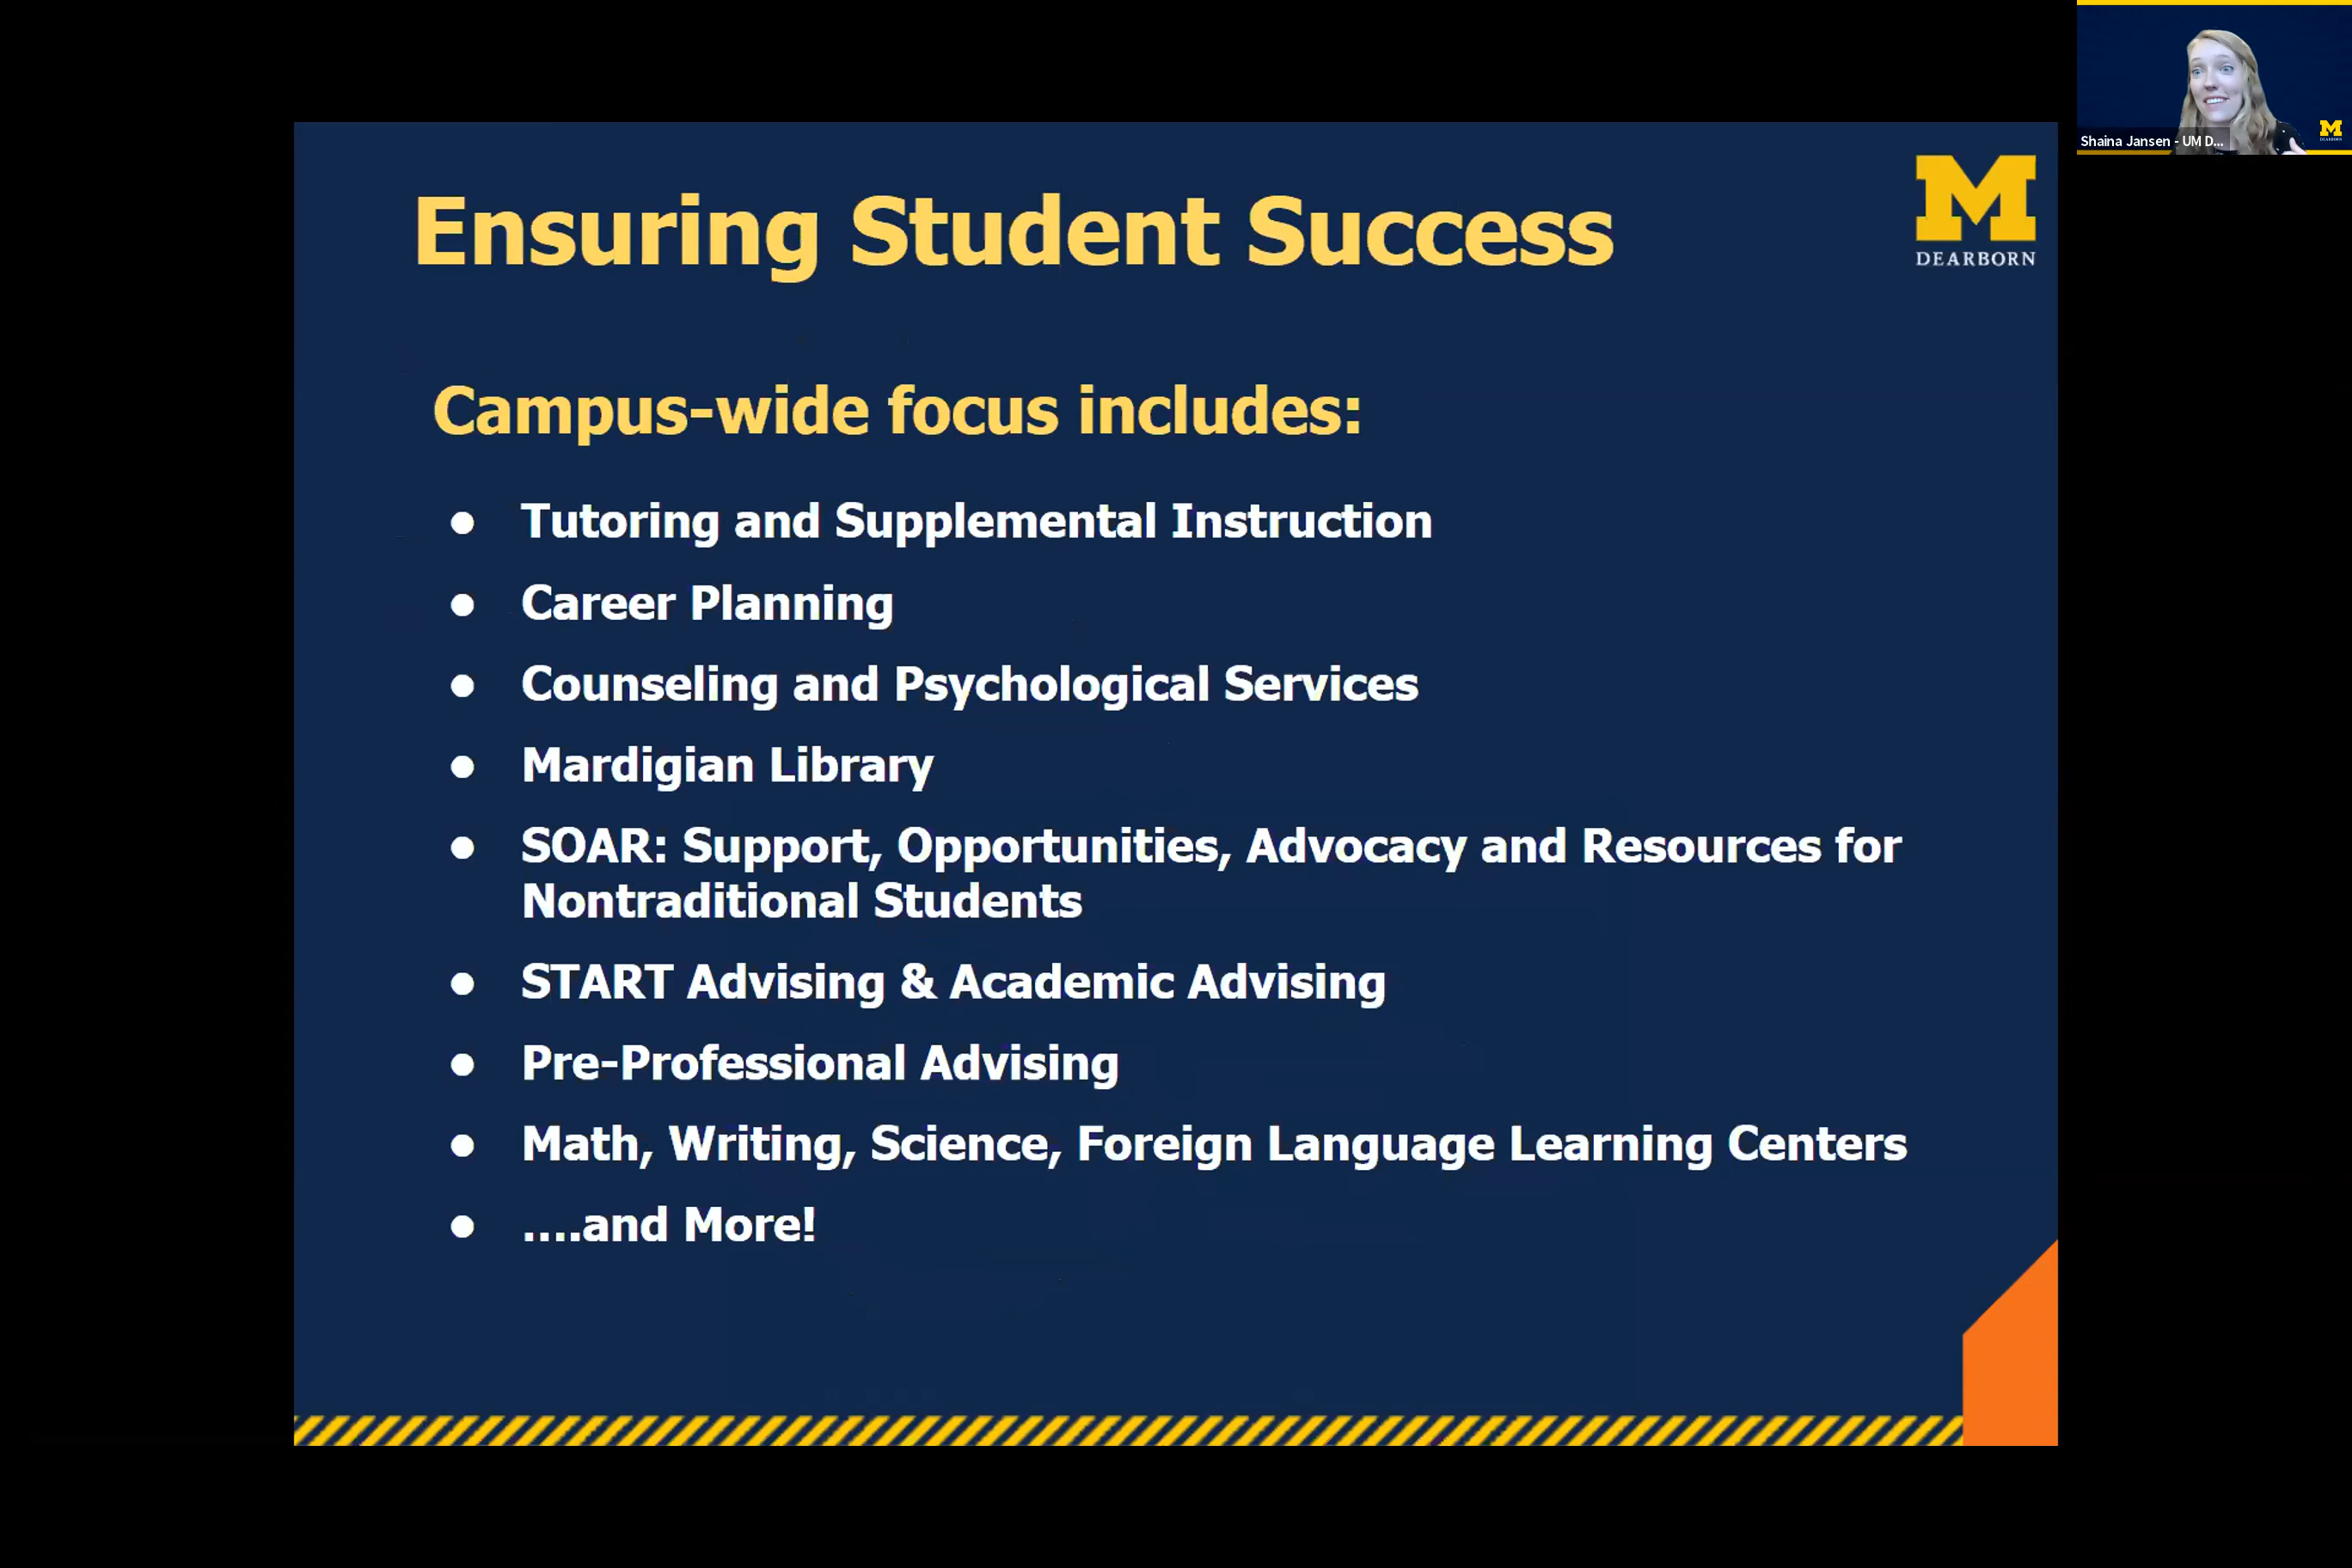 Shaina Jansen - UM D...
M
M
DEARBORN
Ensuring Student Success
Campus-wide focus includes:
● Tutoring and Supplemental Instruction
● Career Planning
● Counseling and Psychological Services
● Mardigian Library
● SOAR: Support, Opportunities, Advocacy and Resources for
Nontraditional Students
● START Advising & Academic Advising
● Pre-Professional Advising
● Math, Writing, Science, Foreign Language Learning Centers
● ....and More!